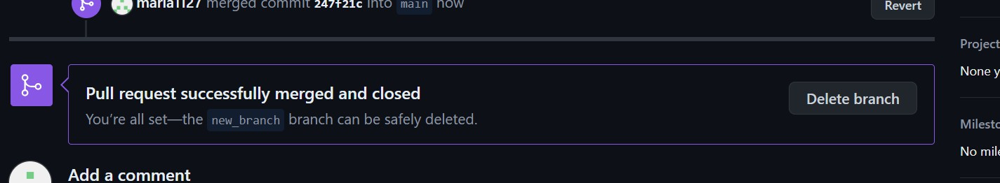 maria1127 merged commit 247f21c into main now
Revert
Project
None y
Pull request successfully merged and closed
You're all set—the new_branch branch can be safely deleted.
Delete branch
Milesto
No mile
Add a comment